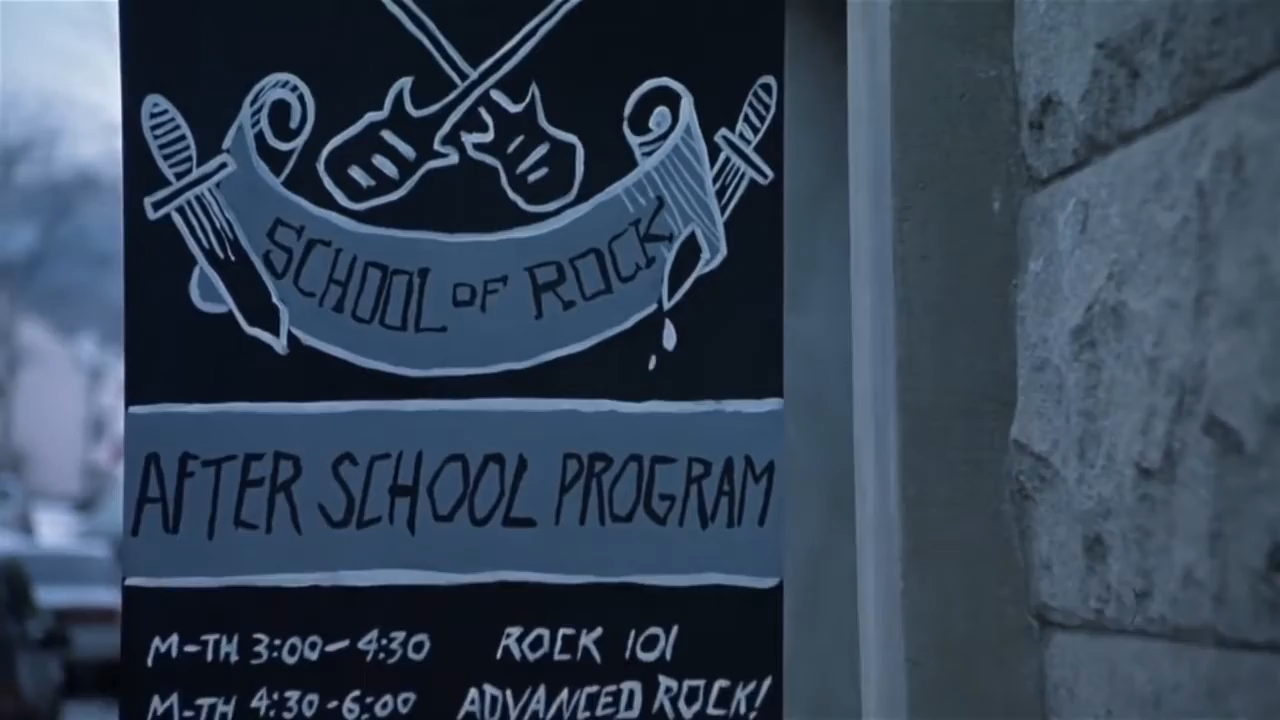 SCHOOL OF ROCK
AFTER SCHOOL PROGRAM
M-TH 3:00-4:30 ROCK 101
M-TH 4:30-6:00 ADVANCED ROCK!